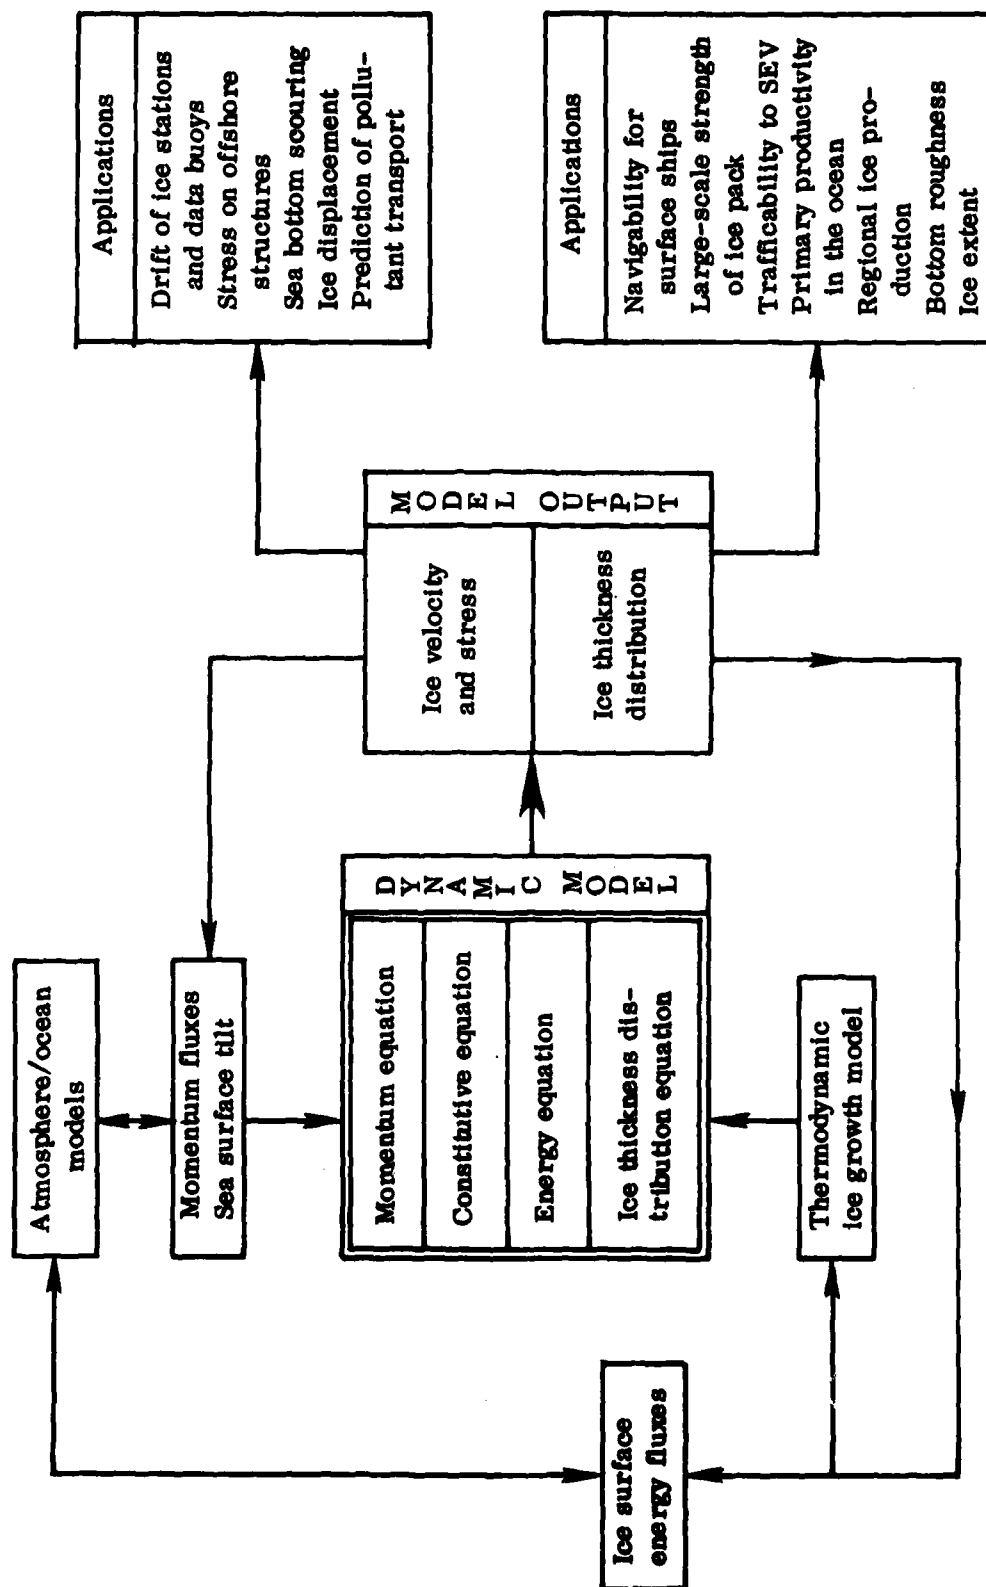 Atmosphere/ocean
models
Momentum fluxes
Sea surface tilt
Ice surface
energy fluxes
Momentum equation
Constitutive equation
Energy equation
Ice thickness dis-
tribution equation
DYNAMIC MODEL
Thermodynamic
ice growth model
Ice velocity
and stress
Ice thickness
distribution
MODEL OUTPUT
Applications
Drift of ice stations
and data buoys
Stress on offshore
structures
Sea bottom scouring
Ice displacement
Prediction of pollu-
tant transport
Applications
Navigability for
surface ships
Large-scale strength
of ice pack
Trafficability to SEV
Primary productivity
in the ocean
Regional ice pro-
duction
Bottom roughness
Ice extent